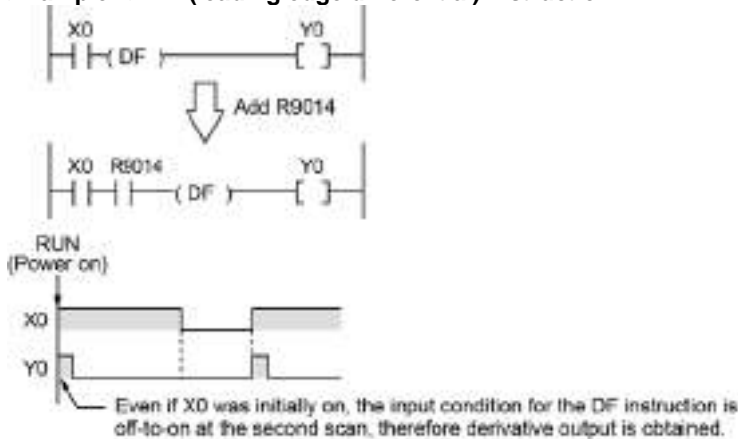 X0 Y0
( DF )
Add R9014
X0 R9014 Y0
( DF )
RUN
(Power on)
X0
Y0
Even if X0 was initially on, the input condition for the DF instruction is
off-to-on at the second scan, therefore derivative output is obtained.